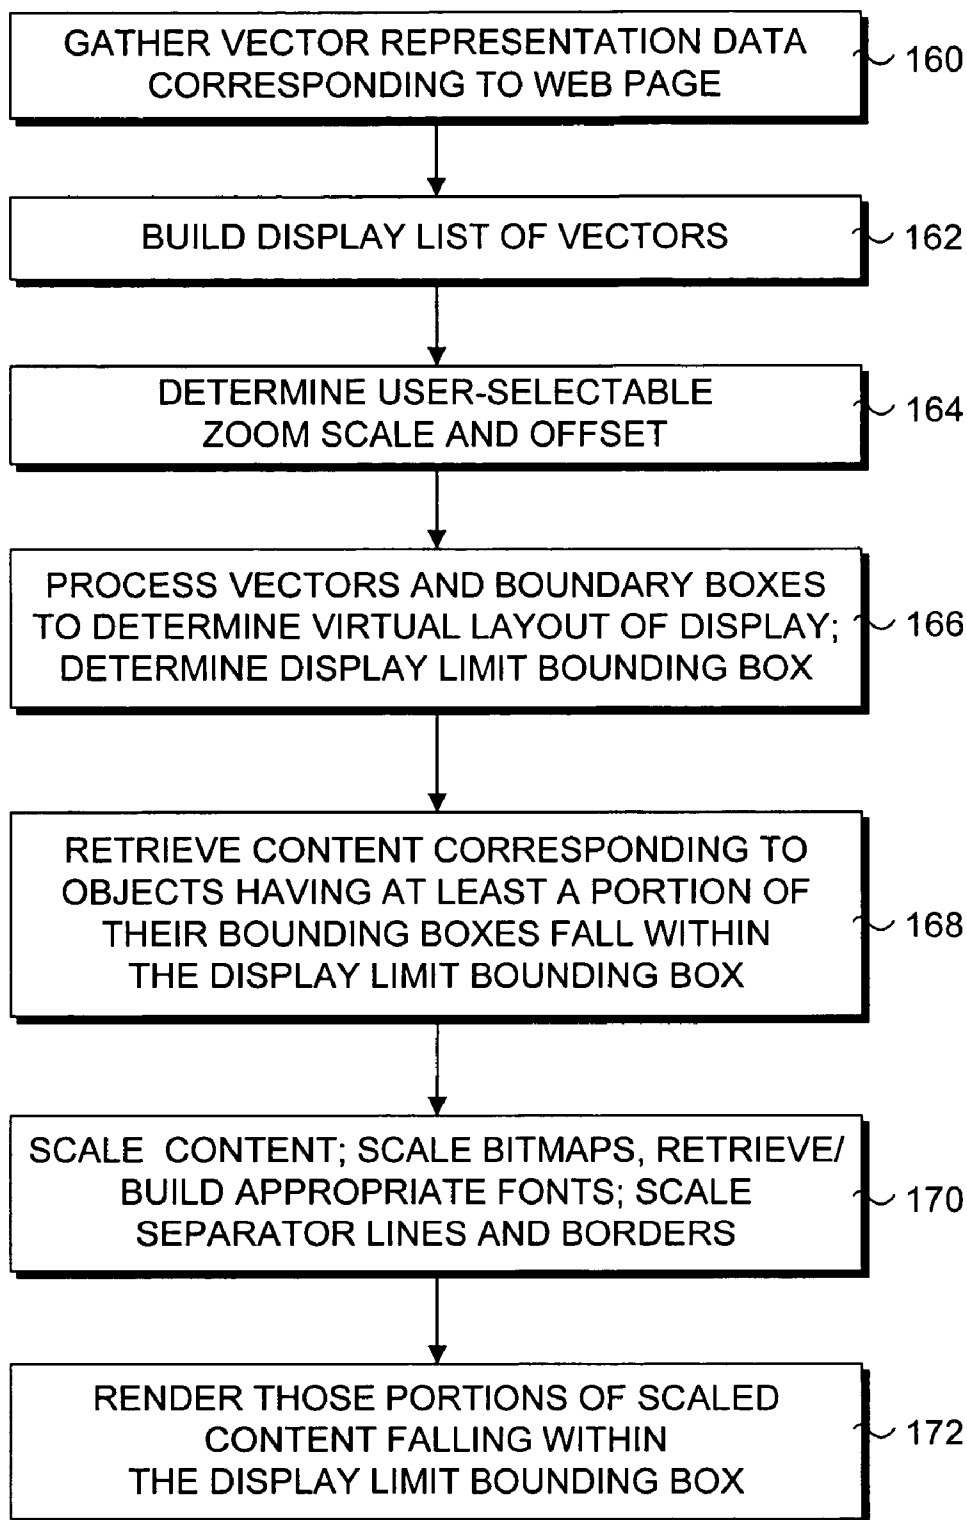 GATHER VECTOR REPRESENTATION DATA
CORRESPONDING TO WEB PAGE
160
BUILD DISPLAY LIST OF VECTORS
162
DETERMINE USER-SELECTABLE
ZOOM SCALE AND OFFSET
164
PROCESS VECTORS AND BOUNDARY BOXES
TO DETERMINE VIRTUAL LAYOUT OF DISPLAY;
DETERMINE DISPLAY LIMIT BOUNDING BOX
166
RETRIEVE CONTENT CORRESPONDING TO
OBJECTS HAVING AT LEAST A PORTION OF
THEIR BOUNDING BOXES FALL WITHIN
THE DISPLAY LIMIT BOUNDING BOX
168
SCALE CONTENT; SCALE BITMAPS, RETRIEVE/
BUILD APPROPRIATE FONTS; SCALE
SEPARATOR LINES AND BORDERS
170
RENDER THOSE PORTIONS OF SCALED
CONTENT FALLING WITHIN
THE DISPLAY LIMIT BOUNDING BOX
172